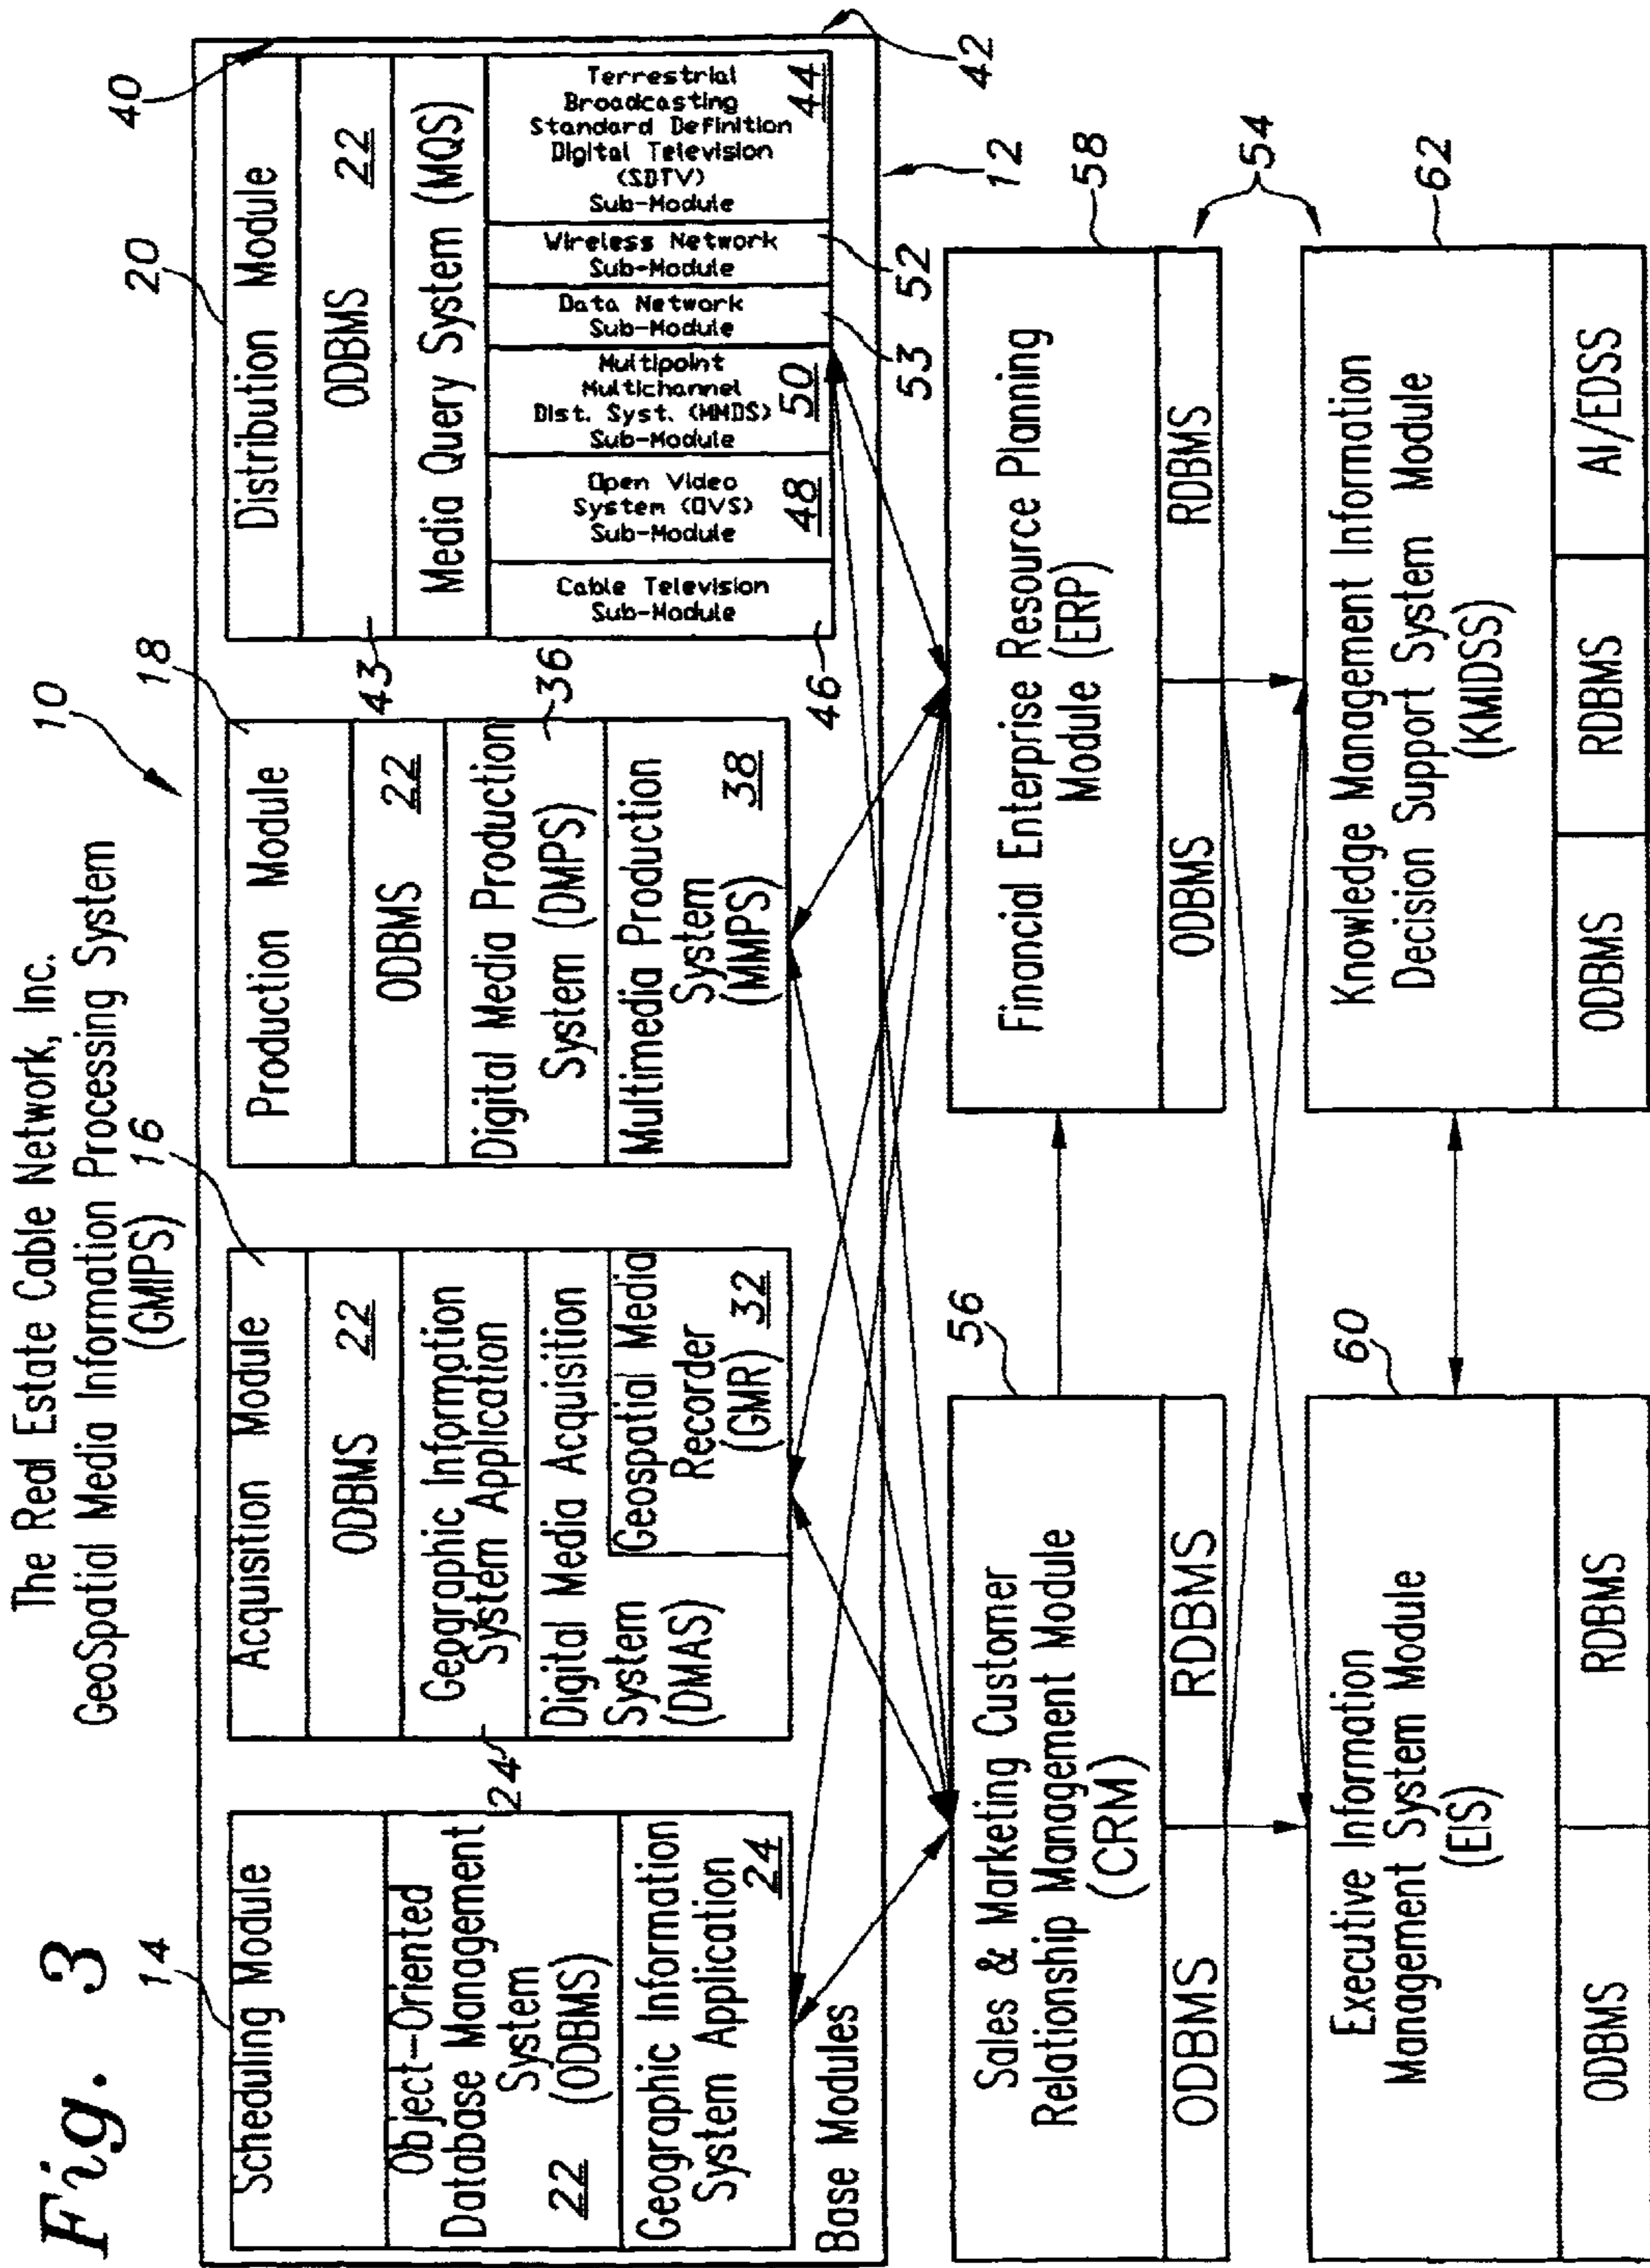 Fig. 3
The Real Estate Cable Network, Inc.
GeoSpatial Media Information Processing System
(GMIPS)
10
14
Scheduling Module
Object-Oriented
Database Management
System
(ODBMS)
22
Geographic Information
System Application
24
Base Modules
16
Acquisition Module
ODBMS
22
Geographic Information
System Application
24
Digital Media Acquisition
System
(DMAS)
Geospatial Media
Recorder
(GMR)
32
18
Production Module
ODBMS
22
Digital Media Production
System (DMPS)
36
Multimedia Production
System
(MMPS)
38
20
40
Distribution Module
ODBMS
22
43
Media Query System (MQS)
Cable Television
Sub-Module
46
Open Video
System (OVS)
Sub-Module
48
Multipoint
Multichannel
Dist. Syst. (MMDS)
Sub-Module
50
Data Network
Sub-Module
53
Wireless Network
Sub-Module
52
Terrestrial
Broadcasting
Standard Definition
Digital Television
(SDTV)
Sub-Module
44
42
12
56
Sales & Marketing Customer
Relationship Management Module
(CRM)
ODBMS
RDBMS
58
Financial Enterprise Resource Planning
Module (ERP)
ODBMS
RDBMS
54
60
Executive Information
Management System Module
(EIS)
ODBMS
RDBMS
62
Knowledge Management Information
Decision Support System Module
(KMIDSS)
ODBMS
RDBMS
AI/EDSS